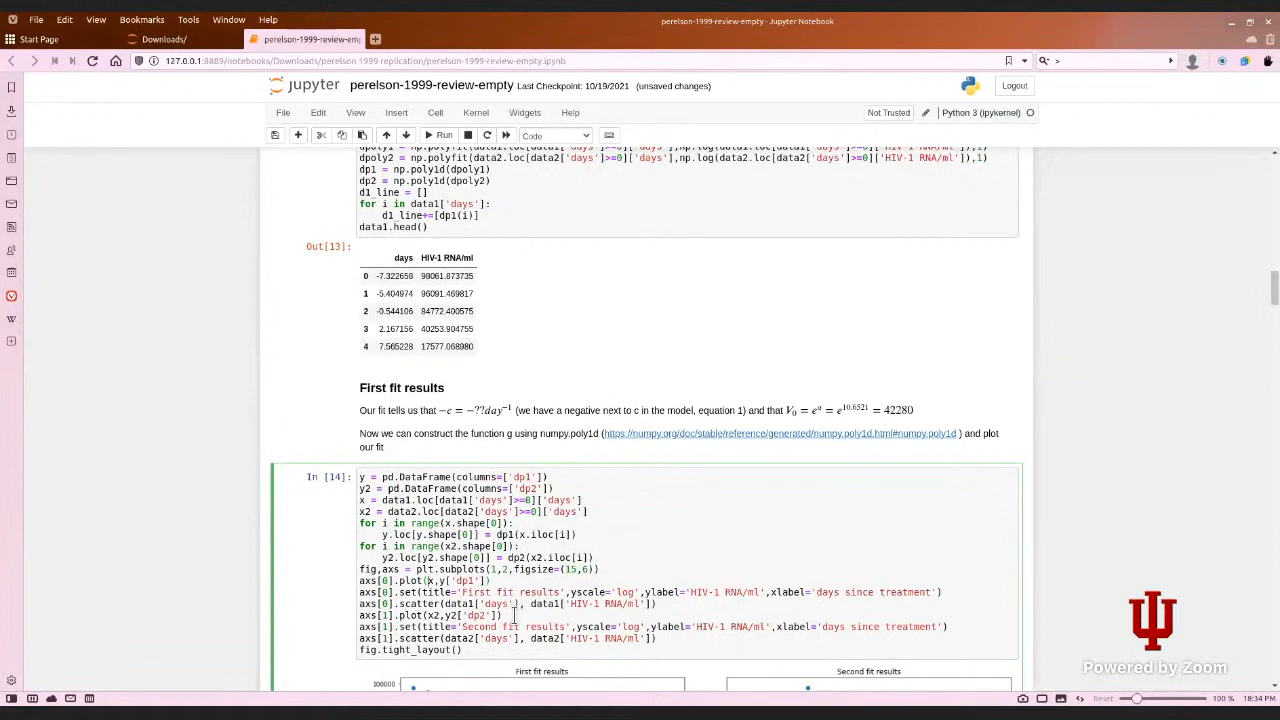 File Edit View Bookmarks Tools Window Help
perelson-1999-review-empty - Jupyter Notebook
Start Page
Downloads/
perelson-1999-review-emp
127.0.0.1:8889/notebooks/Downloads/perelson 1999 replication/perelson-1999-review-empty.ipynb
jupyter perelson-1999-review-empty Last Checkpoint: 10/19/2021 (unsaved changes)
Logout
File Edit View Insert Cell Kernel Widgets Help
Not Trusted
Python 3 (ipykernel)
Run
Code
dpoly2 = np.polyfit(data2.loc[data2['days']>=0]['days'],np.log(data2.loc[data2['days']>=0]['HIV-1 RNA/ml']),1)
dp1 = np.poly1d(dpoly1)
dp2 = np.poly1d(dpoly2)
d1_line = []
for i in data1['days']:
    d1_line+=[dp1(i)]
data1.head()
Out[13]:
days HIV-1 RNA/ml
0 -7.322658 98061.873735
1 -5.404974 96091.469817
2 -0.544106 84772.400575
3 2.167156 40253.904755
4 7.565228 17577.068980
First fit results
Our fit tells us that −c = −??day⁻¹ (we have a negative next to c in the model, equation 1) and that V₀ = eᵅ = e^10.6521 = 42280
Now we can construct the function g using numpy.poly1d (https://numpy.org/doc/stable/reference/generated/numpy.poly1d.html#numpy.poly1d ) and plot
our fit
In [14]:
y = pd.DataFrame(columns=['dp1'])
y2 = pd.DataFrame(columns=['dp2'])
x = data1.loc[data1['days']>=0]['days']
x2 = data2.loc[data2['days']>=0]['days']
for i in range(x.shape[0]):
    y.loc[y.shape[0]] = dp1(x.iloc[i])
for i in range(x2.shape[0]):
    y2.loc[y2.shape[0]] = dp2(x2.iloc[i])
fig,axs = plt.subplots(1,2,figsize=(15,6))
axs[0].plot(x,y['dp1'])
axs[0].set(title='First fit results',yscale='log',ylabel='HIV-1 RNA/ml',xlabel='days since treatment')
axs[0].scatter(data1['days'], data1['HIV-1 RNA/ml'])
axs[1].plot(x2,y2['dp2'])
axs[1].set(title='Second fit results',yscale='log',ylabel='HIV-1 RNA/ml',xlabel='days since treatment')
axs[1].scatter(data2['days'], data2['HIV-1 RNA/ml'])
fig.tight_layout()
First fit results
Second fit results
100000
Powered by Zoom
Reset
100 %
18:34 PM